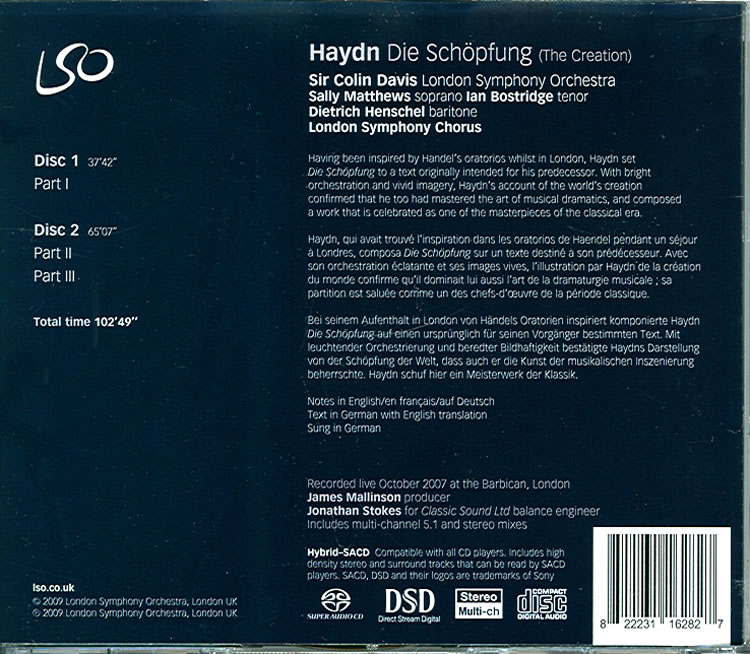 LSO
Haydn Die Schöpfung (The Creation)
Sir Colin Davis London Symphony Orchestra
Sally Matthews soprano Ian Bostridge tenor
Dietrich Henschel baritone
London Symphony Chorus
Disc 1 37'42"
Part I
Disc 2 65'07"
Part II
Part III
Total time 102'49"
Having been inspired by Handel's oratorios whilst in London, Haydn set
Die Schöpfung to a text originally intended for his predecessor. With bright
orchestration and vivid imagery, Haydn's account of the world's creation
confirmed that he too had mastered the art of musical dramatics, and composed
a work that is celebrated as one of the masterpieces of the classical era.
Haydn, qui avait trouvé l'inspiration dans les oratorios de Haendel pendant un séjour
à Londres, composa Die Schöpfung sur un texte destiné a son prédécesseur. Avec
son orchestration éclatante et ses images vives, l'illustration par Haydn de la création
du monde confirme qu'il dominait lui aussi l'art de la dramaturgie musicale ; sa
partition est saluée comme un des chefs-d'œuvre de la période classique.
Bei seinem Aufenthalt in London von Händels Oratorien inspiriert komponierte Haydn
Die Schöpfung auf einen ursprünglich für seinen Vorgänger bestimmten Text. Mit
leuchtender Orchestrierung und beredter Bildhaftigkeit bestätigte Haydns Darstellung
von der Schöpfung der Welt, dass auch er die Kunst der musikalischen Inszenierung
beherrschte. Haydn schuf hier ein Meisterwerk der Klassik.
Notes in English/en français/auf Deutsch
Text in German with English translation
Sung in German
Recorded live October 2007 at the Barbican, London
James Mallinson producer
Jonathan Stokes for Classic Sound Ltd balance engineer
Includes multi-channel 5.1 and stereo mixes
Hybrid-SACD Compatible with all CD players. Includes high
density stereo and surround tracks that can be read by SACD
players. SACD, DSD and their logos are trademarks of Sony
lso.co.uk
℗ 2009 London Symphony Orchestra, London UK
© 2009 London Symphony Orchestra, London UK
SUPER AUDIO CD
DSD
Direct Stream Digital
Stereo
Multi-ch
COMPACT
disc
DIGITAL AUDIO
8 22231 16282 7